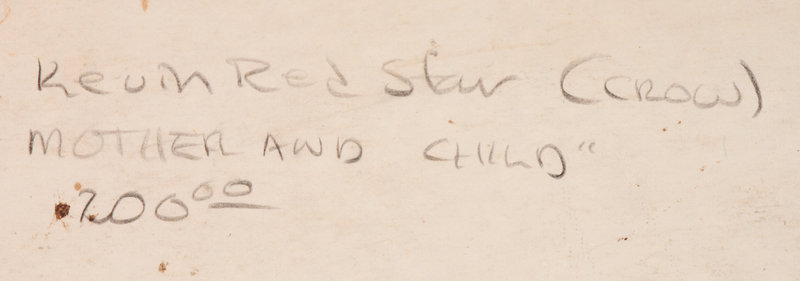 Kevin Red Star (CROW)
MOTHER AND CHILD"
200⁰⁰